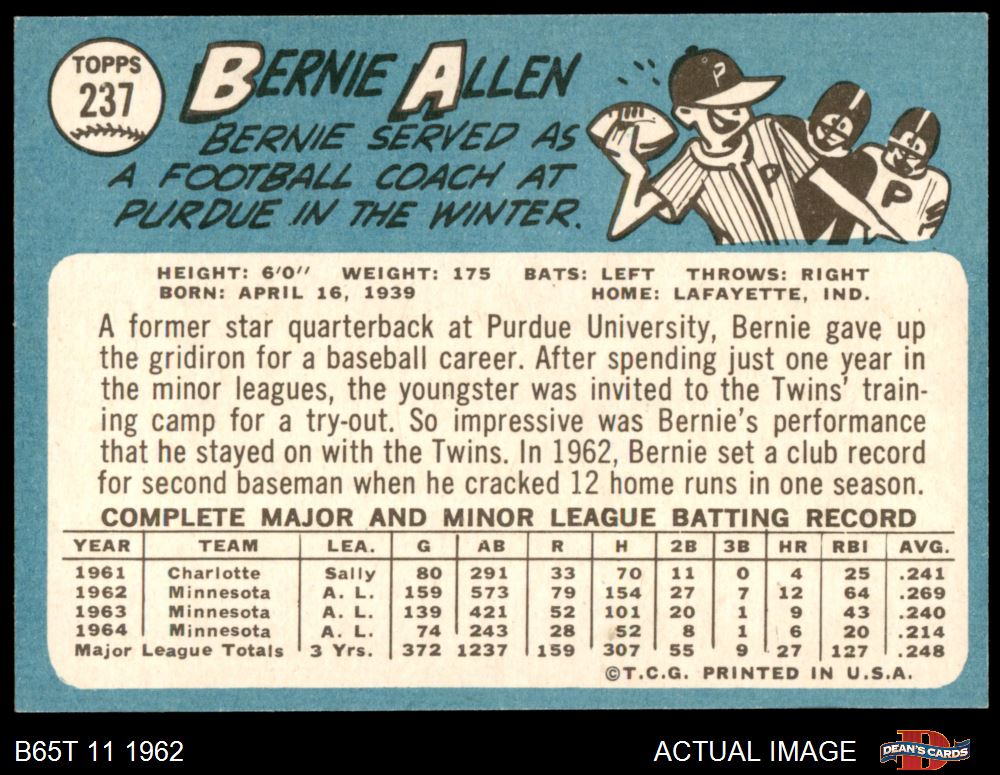 TOPPS
237
BERNIE ALLEN
BERNIE SERVED AS
A FOOTBALL COACH AT
PURDUE IN THE WINTER.
P
P
P
HEIGHT: 6'0" WEIGHT: 175 BATS: LEFT THROWS: RIGHT
BORN: APRIL 16, 1939 HOME: LAFAYETTE, IND.
A former star quarterback at Purdue University, Bernie gave up
the gridiron for a baseball career. After spending just one year in
the minor leagues, the youngster was invited to the Twins' train-
ing camp for a try-out. So impressive was Bernie's performance
that he stayed on with the Twins. In 1962, Bernie set a club record
for second baseman when he cracked 12 home runs in one season.
COMPLETE MAJOR AND MINOR LEAGUE BATTING RECORD
YEAR TEAM LEA. G AB R H 2B 3B HR RBI AVG.
1961 Charlotte Sally 80 291 33 70 11 0 4 25 .241
1962 Minnesota A. L. 159 573 79 154 27 7 12 64 .269
1963 Minnesota A. L. 139 421 52 101 20 1 9 43 .240
1964 Minnesota A. L. 74 243 28 52 8 1 6 20 .214
Major League Totals 3 Yrs. 372 1237 159 307 55 9 27 127 .248
©T.C.G. PRINTED IN U.S.A.
B65T 11 1962 ACTUAL IMAGE
D
DEAN'S CARDS